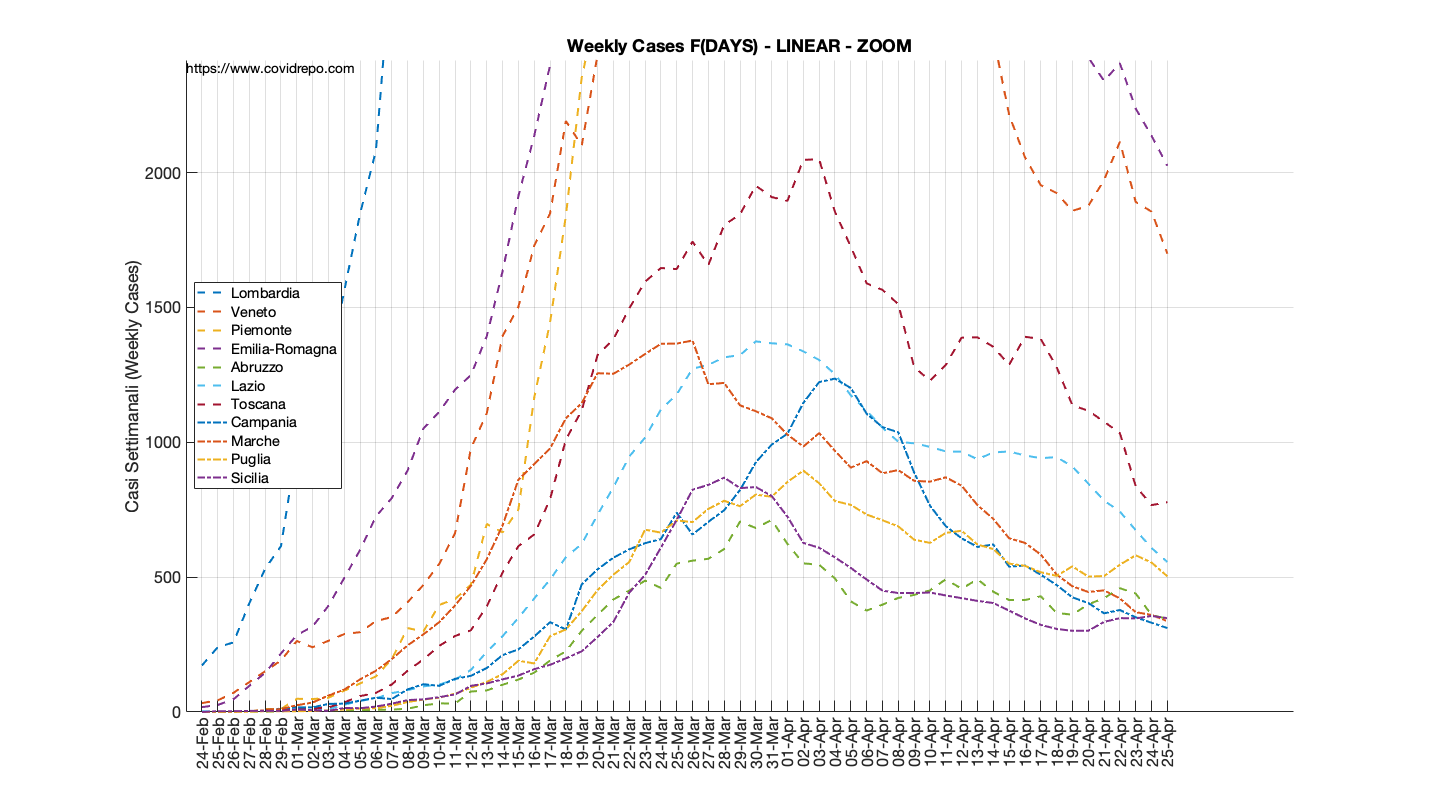 Weekly Cases F(DAYS) - LINEAR - ZOOM
https://www.covidrepo.com
Casi Settimanali (Weekly Cases)
2000
1500
1000
500
0
Lombardia
Veneto
Piemonte
Emilia-Romagna
Abruzzo
Lazio
Toscana
Campania
Marche
Puglia
Sicilia
24-Feb
25-Feb
26-Feb
27-Feb
28-Feb
29-Feb
01-Mar
02-Mar
03-Mar
04-Mar
05-Mar
06-Mar
07-Mar
08-Mar
09-Mar
10-Mar
11-Mar
12-Mar
13-Mar
14-Mar
15-Mar
16-Mar
17-Mar
18-Mar
19-Mar
20-Mar
21-Mar
22-Mar
23-Mar
24-Mar
25-Mar
26-Mar
27-Mar
28-Mar
29-Mar
30-Mar
31-Mar
01-Apr
02-Apr
03-Apr
04-Apr
05-Apr
06-Apr
07-Apr
08-Apr
09-Apr
10-Apr
11-Apr
12-Apr
13-Apr
14-Apr
15-Apr
16-Apr
17-Apr
18-Apr
19-Apr
20-Apr
21-Apr
22-Apr
23-Apr
24-Apr
25-Apr